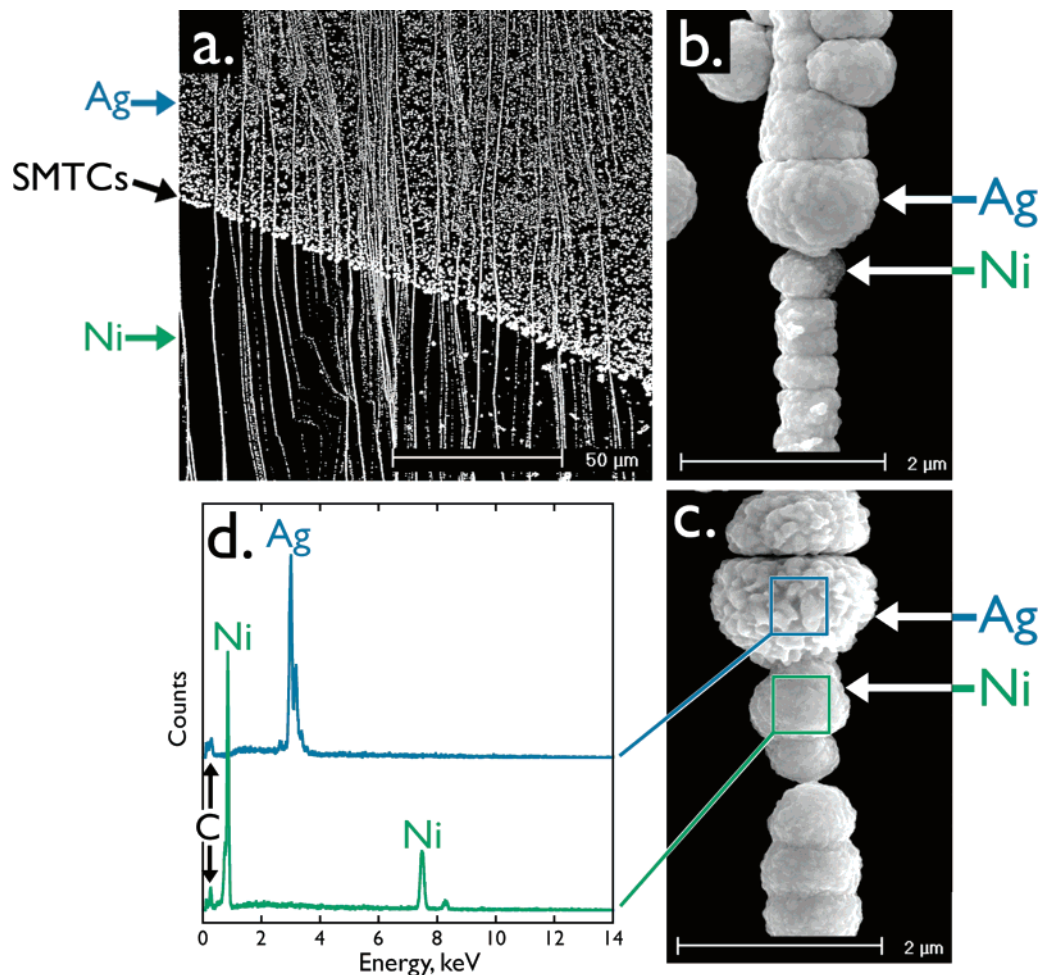 a.
Ag
SMTCs
Ni
50 μm
b.
Ag
Ni
2 μm
d.
Ag
Ni
C
Ni
Counts
0 2 4 6 8 10 12 14
Energy, keV
c.
Ag
Ni
2 μm